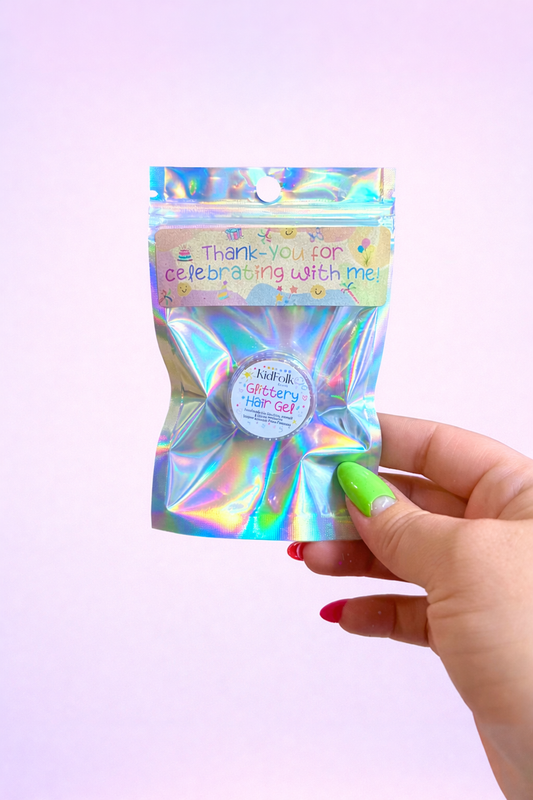 Thank-you for
celebrating with me!
KidFolk
Glittery
Hair Gel